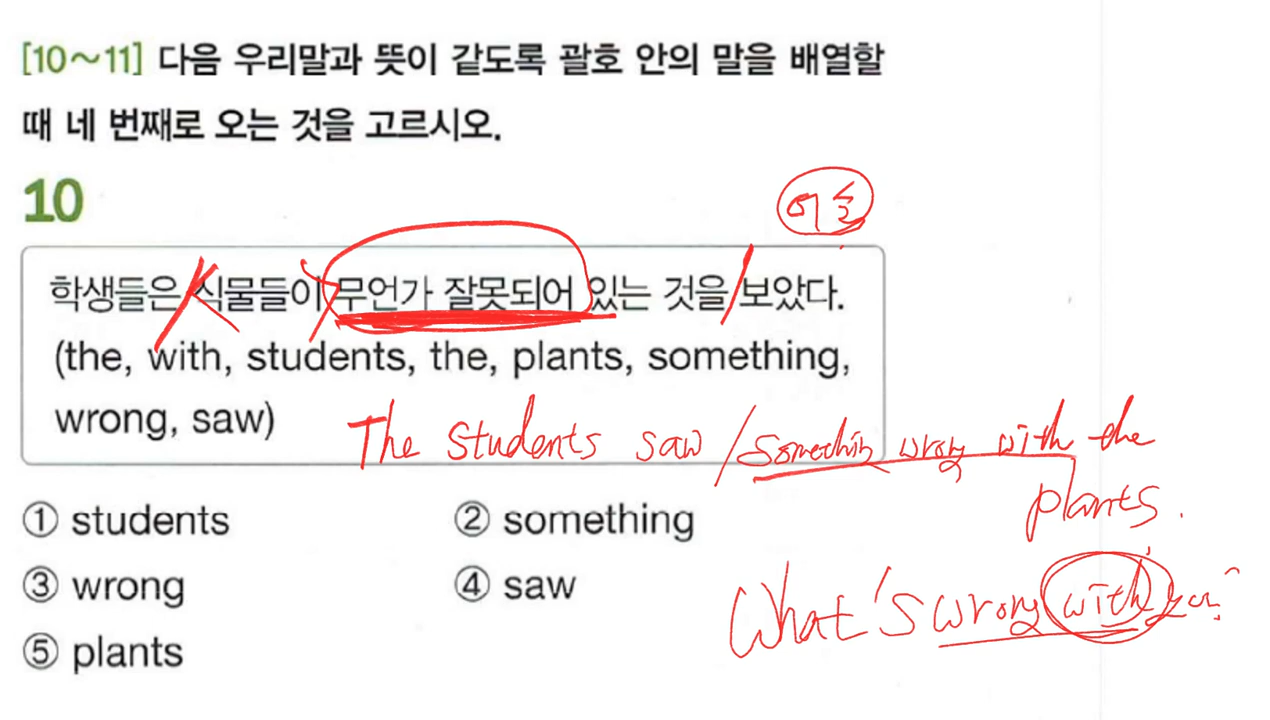 [10~11] 다음 우리말과 뜻이 같도록 괄호 안의 말을 배열할
때 네 번째로 오는 것을 고르시오.
10
어순
학생들은 식물들이 무언가 잘못되어 있는 것을 보았다.
(the, with, students, the, plants, something,
wrong, saw)
The students saw / somethin wrong with the
plants.
① students
② something
③ wrong
④ saw
⑤ plants
What's wrong with you?